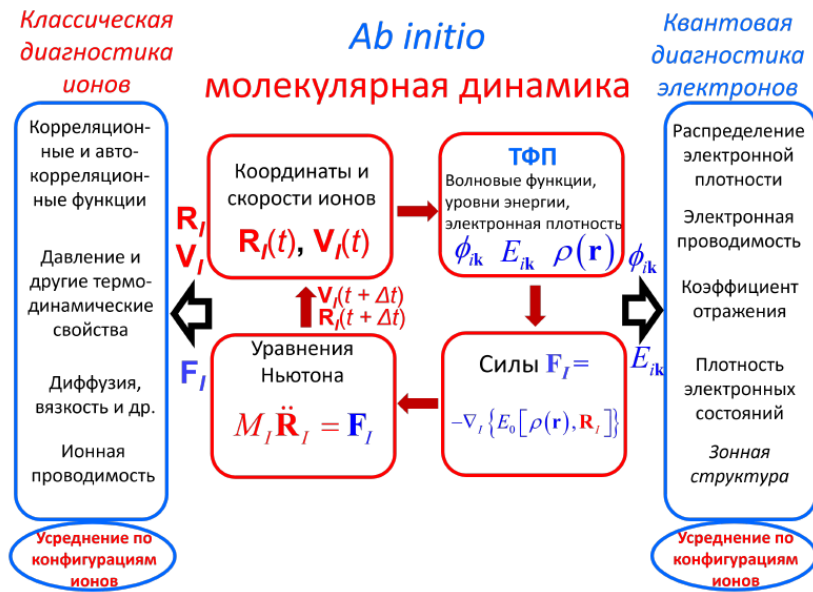 Классическая
диагностика
ионов
Корреляцион-
ные и авто-
корреляцион-
ные функции
Давление и
другие термо-
динамические
свойства
Диффузия,
вязкость и др.
Ионная
проводимость
Усреднение по
конфигурациям
ионов
Ab initio
молекулярная динамика
R_I
V_I
F_I
Координаты и
скорости ионов
R_I(t), V_I(t)
ТФП
Волновые функции,
уровни энергии,
электронная плотность
ϕ_ik E_ik ρ(r)
V_I(t + Δt)
R_I(t + Δt)
Уравнения
Ньютона
M_I R̈_I = F_I
Силы F_I =
−∇_I {E_0 [ρ(r), R_I]}
ϕ_ik
E_ik
Квантовая
диагностика
электронов
Распределение
электронной
плотности
Электронная
проводимость
Коэффициент
отражения
Плотность
электронных
состояний
Зонная
структура
Усреднение по
конфигурациям
ионов